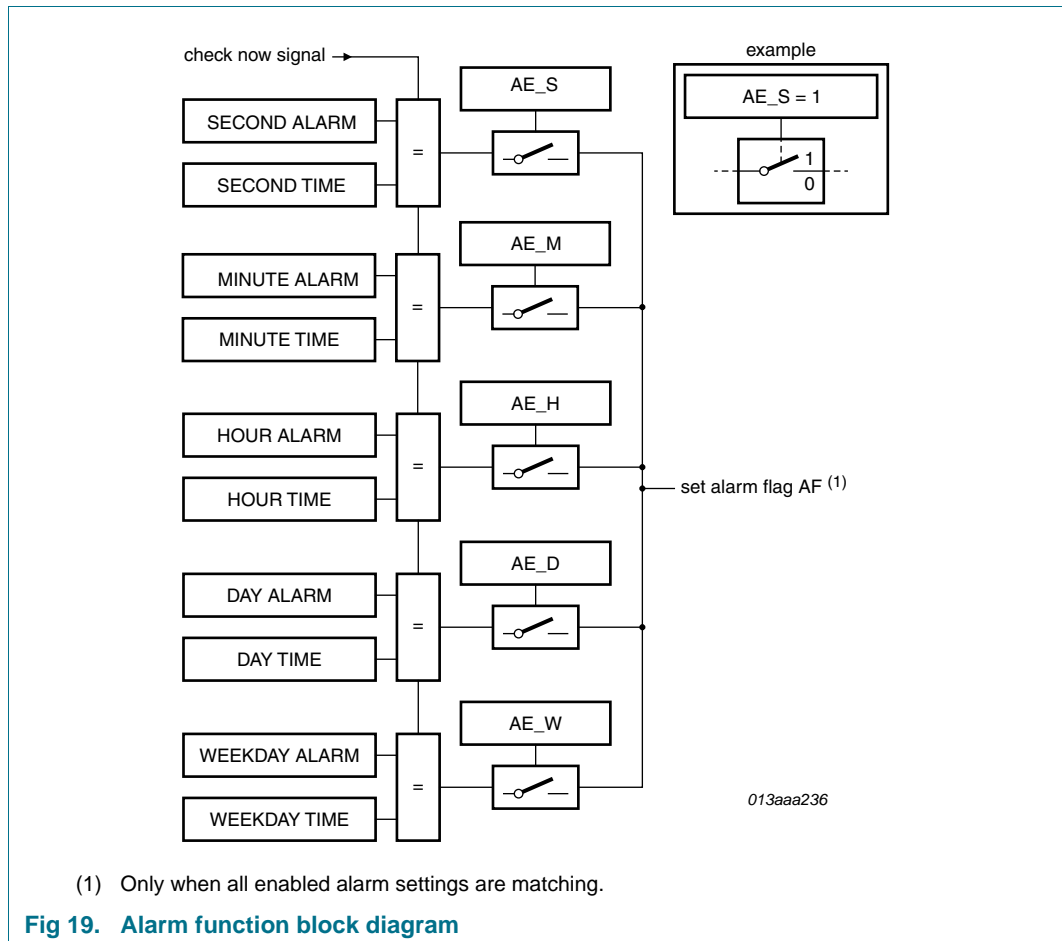 check now signal
example
AE_S
AE_S = 1
SECOND ALARM
=
SECOND TIME
1
0
AE_M
MINUTE ALARM
=
MINUTE TIME
AE_H
HOUR ALARM
=
HOUR TIME
set alarm flag AF (1)
AE_D
DAY ALARM
=
DAY TIME
AE_W
WEEKDAY ALARM
=
WEEKDAY TIME
013aaa236
(1) Only when all enabled alarm settings are matching.
Fig 19. Alarm function block diagram